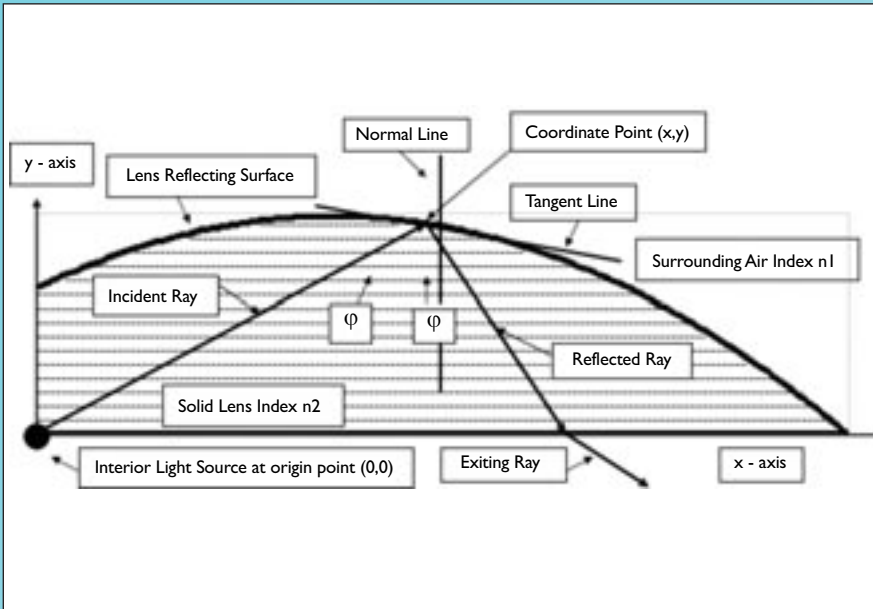 Normal Line
Coordinate Point (x,y)
y - axis
Lens Reflecting Surface
Tangent Line
Surrounding Air Index n1
Incident Ray
φ
φ
Reflected Ray
Solid Lens Index n2
Interior Light Source at origin point (0,0)
Exiting Ray
x - axis